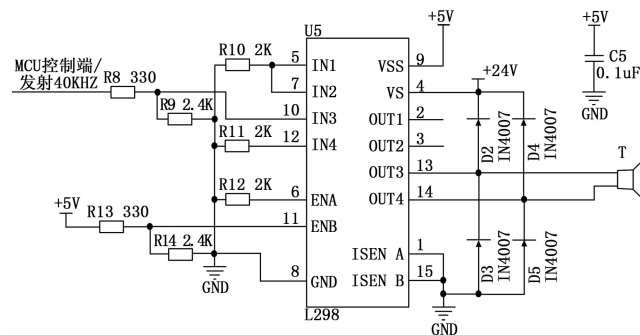 U5
+5V
+5V
R10 2K
5
IN1
VSS
9
C5
0.1uF
MCU控制端/
发射40KHZ
R8 330
7
IN2
VS
4
+24V
R9 2.4K
10
IN3
OUT1
2
GND
R11 2K
12
IN4
OUT2
3
D2
IN4007
D4
IN4007
T
OUT3
13
R12 2K
6
ENA
OUT4
14
+5V
R13 330
11
ENB
R14 2.4K
ISEN A
1
D3
IN4007
D5
IN4007
8
GND
ISEN B
15
GND
L298
GND